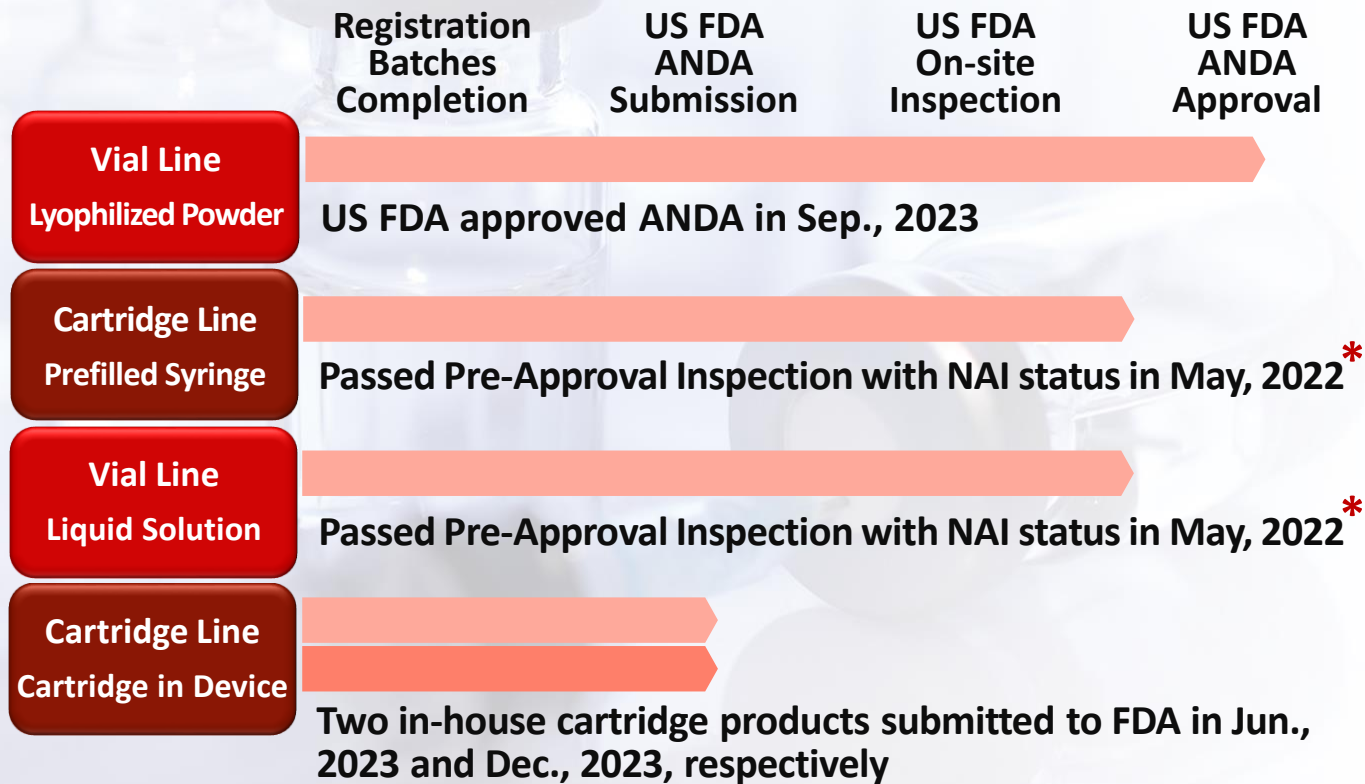 Registration
Batches
Completion
US FDA
ANDA
Submission
US FDA
On-site
Inspection
US FDA
ANDA
Approval
Vial Line
Lyophilized Powder
US FDA approved ANDA in Sep., 2023
Cartridge Line
Prefilled Syringe
Passed Pre-Approval Inspection with NAI status in May, 2022*
Vial Line
Liquid Solution
Passed Pre-Approval Inspection with NAI status in May, 2022*
Cartridge Line
Cartridge in Device
Two in-house cartridge products submitted to FDA in Jun.,
2023 and Dec., 2023, respectively